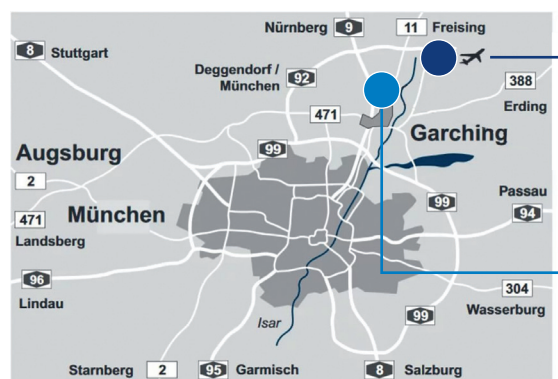 Nürnberg 9
11 Freising
8 Stuttgart
Deggendorf /
München
92
388
Erding
471
Garching
Augsburg
99
2
Passau
99
94
München
471
Landsberg
96
Lindau
304
Wasserburg
99
Isar
Starnberg 2
95 Garmisch
8 Salzburg